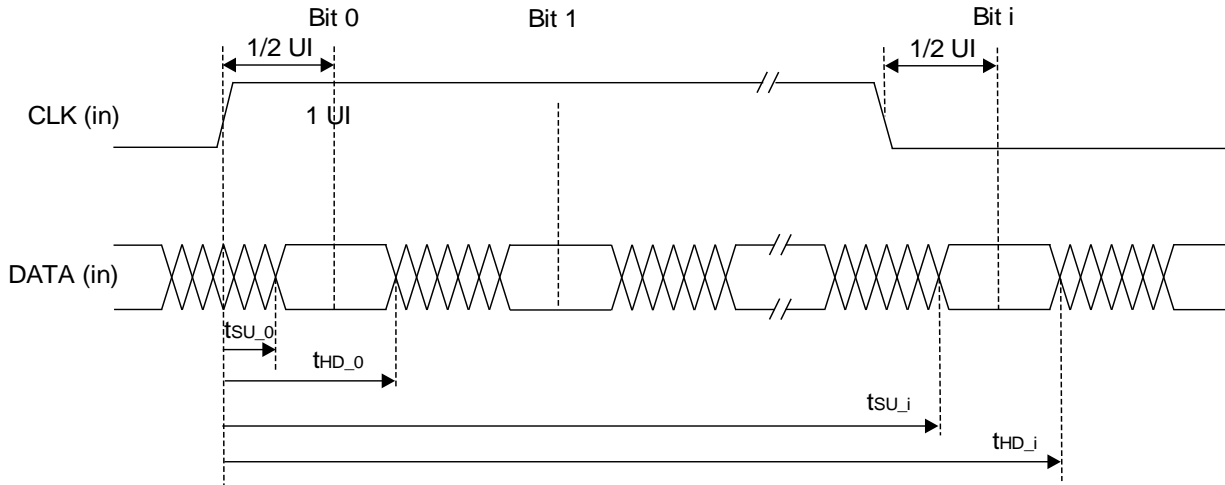 Bit 0 Bit 1 Bit i
1/2 UI 1/2 UI
CLK (in) 1 UI
DATA (in)
tSU_0
tHD_0
tSU_i
tHD_i